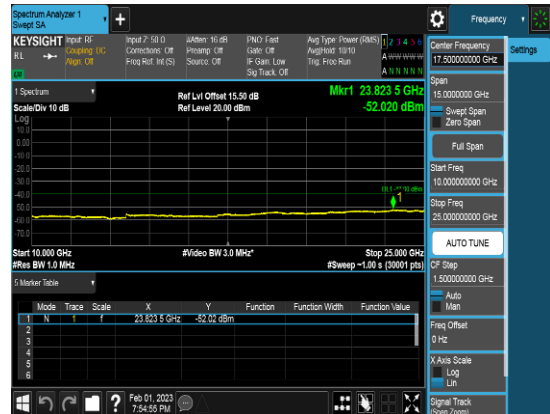 Spectrum Analyzer 1
Swept SA
+
Frequency
KEYSIGHT
RL
Input: RF
Coupling: DC
Align: Off
Input Z: 50 Ω
Corrections: Off
Freq Ref: Int (S)
#Atten: 16 dB
Preamp: Off
Source: Off
PNO: Fast
Gate: Off
IF Gain: Low
Sig Track: Off
Avg Type: Power (RMS)
Avg|Hold: 10/10
Trig: Free Run
1 2 3 4 5 6
A W W W W W
A N N N N N
1 Spectrum
Scale/Div 10 dB
Log
Ref Lvl Offset 15.50 dB
Ref Level 20.00 dBm
Mkr1 23.823 5 GHz
-52.020 dBm
10.0
0.00
-10.0
-20.0
-30.0
-40.0
-50.0
-60.0
-70.0
1
Start 10.000 GHz
#Res BW 1.0 MHz
#Video BW 3.0 MHz*
Stop 25.000 GHz
#Sweep ~1.00 s (30001 pts)
5 Marker Table
Mode Trace Scale X Y Function Function Width Function Value
1 N 1 f 23.823 5 GHz -52.02 dBm
2
3
4
5
6
Feb 01, 2023
7:54:55 PM
Center Frequency
17.500000000 GHz
Settings
Span
15.0000000 GHz
Swept Span
Zero Span
Full Span
Start Freq
10.000000000 GHz
Stop Freq
25.000000000 GHz
AUTO TUNE
CF Step
1.500000000 GHz
Auto
Man
Freq Offset
0 Hz
X Axis Scale
Log
Lin
Signal Track
(Span Zoom)